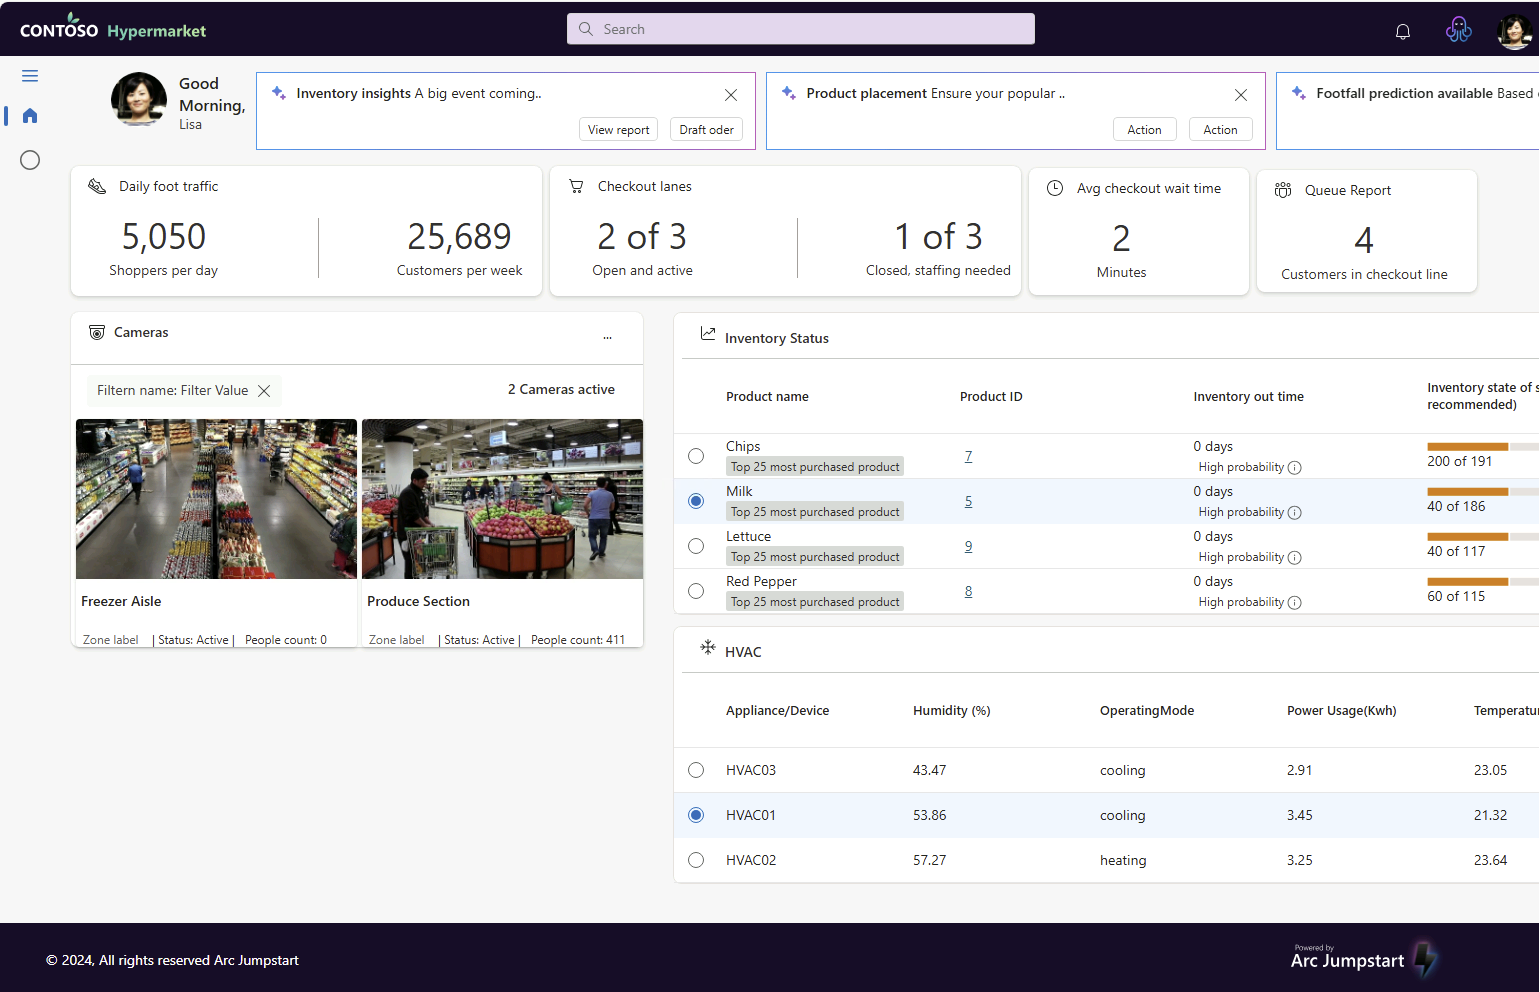 CONTOSO Hypermarket
Search
Good
Morning,
Lisa
Inventory insights A big event coming..
View report
Draft oder
Product placement Ensure your popular ..
Action
Action
Footfall prediction available Based
Daily foot traffic
5,050
Shoppers per day
25,689
Customers per week
Checkout lanes
2 of 3
Open and active
1 of 3
Closed, staffing needed
Avg checkout wait time
2
Minutes
Queue Report
4
Customers in checkout line
Cameras
...
Filtern name: Filter Value
2 Cameras active
Freezer Aisle
Zone label | Status: Active | People count: 0
Produce Section
Zone label | Status: Active | People count: 411
Inventory Status
Product name
Product ID
Inventory out time
Inventory state of s
recommended)
Chips
Top 25 most purchased product
7
0 days
High probability
200 of 191
Milk
Top 25 most purchased product
5
0 days
High probability
40 of 186
Lettuce
Top 25 most purchased product
9
0 days
High probability
40 of 117
Red Pepper
Top 25 most purchased product
8
0 days
High probability
60 of 115
HVAC
Appliance/Device Humidity (%) OperatingMode Power Usage(Kwh) Temperatur
HVAC03 43.47 cooling 2.91 23.05
HVAC01 53.86 cooling 3.45 21.32
HVAC02 57.27 heating 3.25 23.64
© 2024, All rights reserved Arc Jumpstart
Powered by
Arc Jumpstart